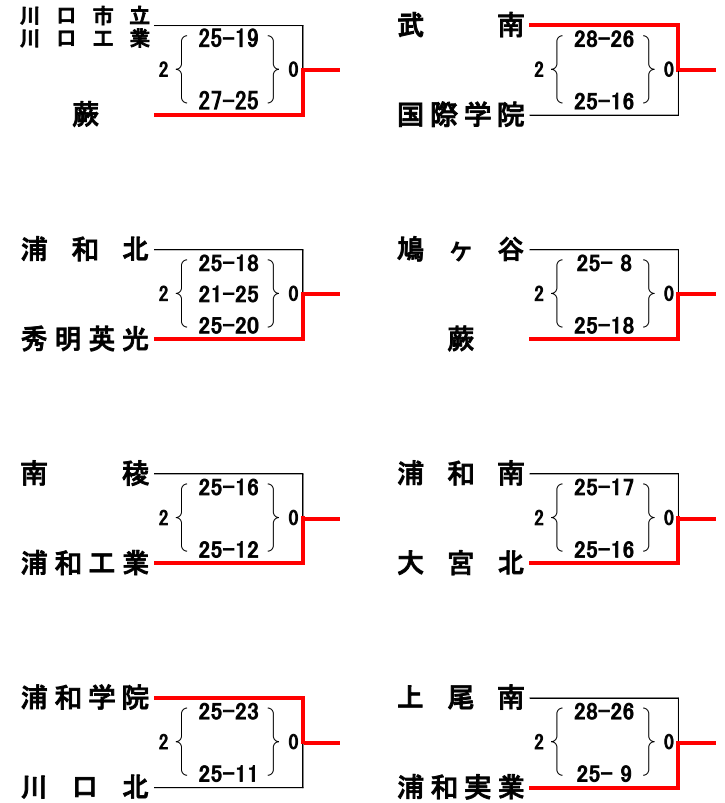 川口市立
川口工業
25-19
2 0
27-25
蕨
武南
28-26
2 0
25-16
国際学院
浦和北
25-18
2 21-25 0
25-20
秀明英光
鳩ヶ谷
25- 8
2 0
25-18
蕨
南稜
25-16
2 0
25-12
浦和工業
浦和南
25-17
2 0
25-16
大宮北
浦和学院
25-23
2 0
25-11
川口北
上尾南
28-26
2 0
25- 9
浦和実業